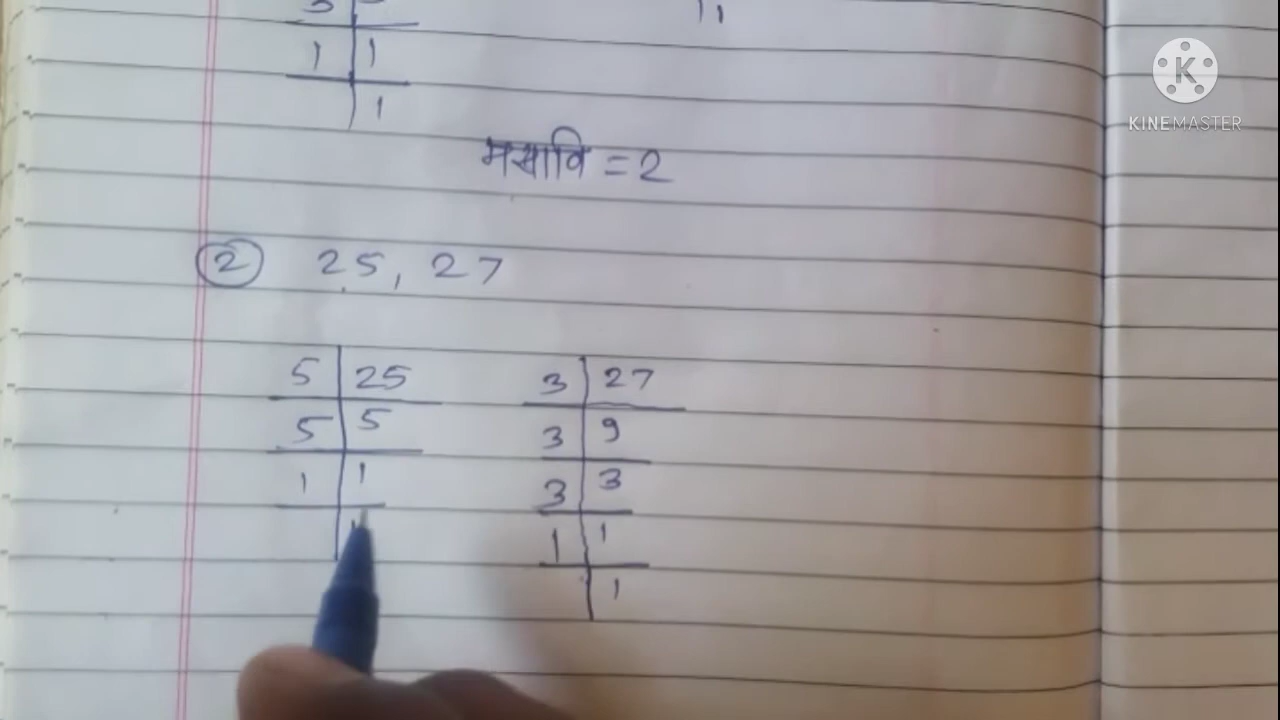 1 | 1
1
मसावि = 2
② 25, 27
5 | 25
5 | 5
1 | 1
3 | 27
3 | 9
3 | 3
1 | 1
1
K
KINEMASTER